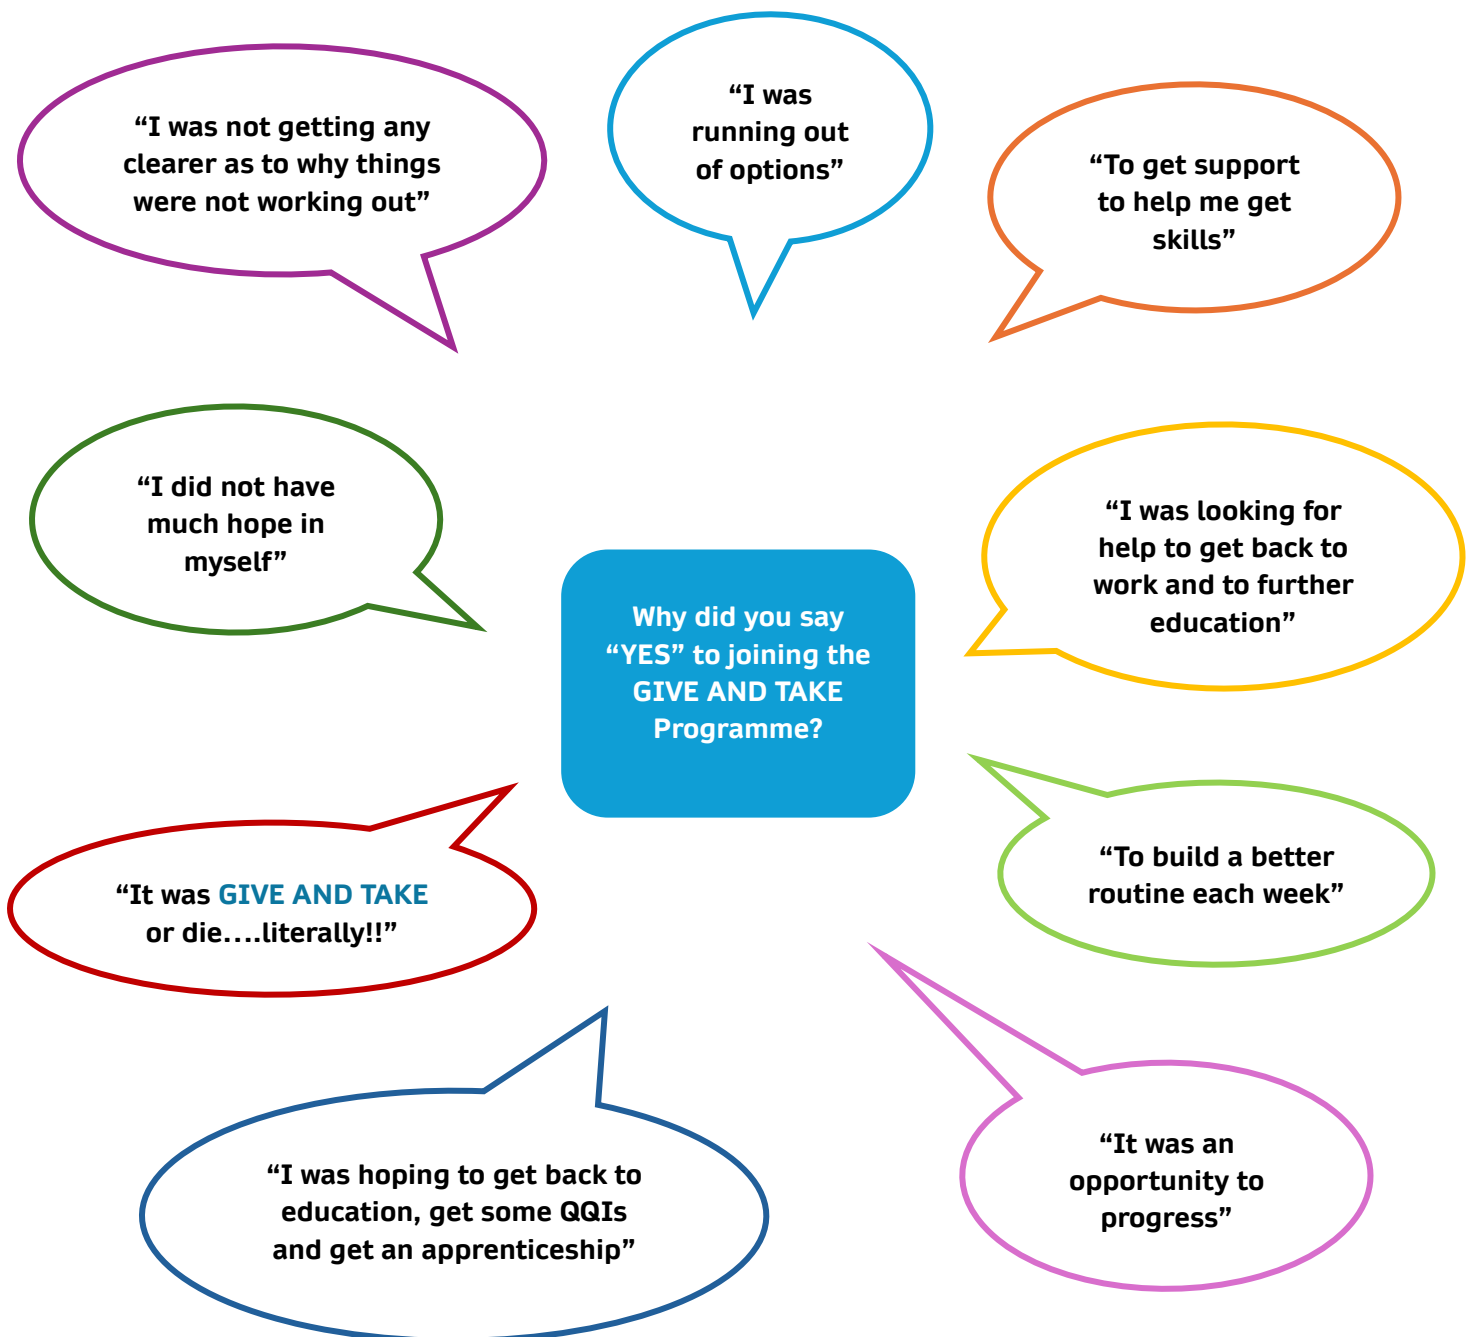 “I was not getting any
clearer as to why things
were not working out”
“I was
running out
of options”
“To get support
to help me get
skills”
“I did not have
much hope in
myself”
“I was looking for
help to get back to
work and to further
education”
Why did you say
“YES” to joining the
GIVE AND TAKE
Programme?
“It was GIVE AND TAKE
or die....literally!!”
“To build a better
routine each week”
“I was hoping to get back to
education, get some QQIs
and get an apprenticeship”
“It was an
opportunity to
progress”